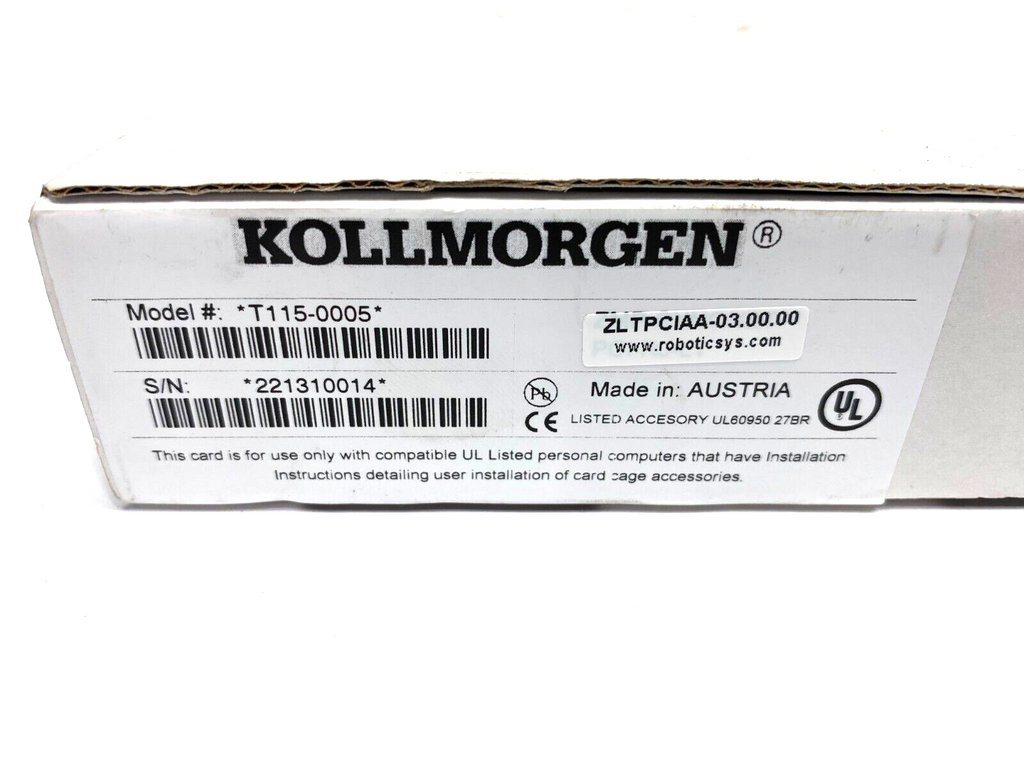 KOLLMORGEN®
Model #: *T115-0005*
ZLTPCIAA-03.00.00
www.roboticsys.com
S/N: *221310014*
Pb
CE
Made in: AUSTRIA
LISTED ACCESORY UL60950 27BR
UL
This card is for use only with compatible UL Listed personal computers that have Installation
Instructions detailing user installation of card cage accessories.